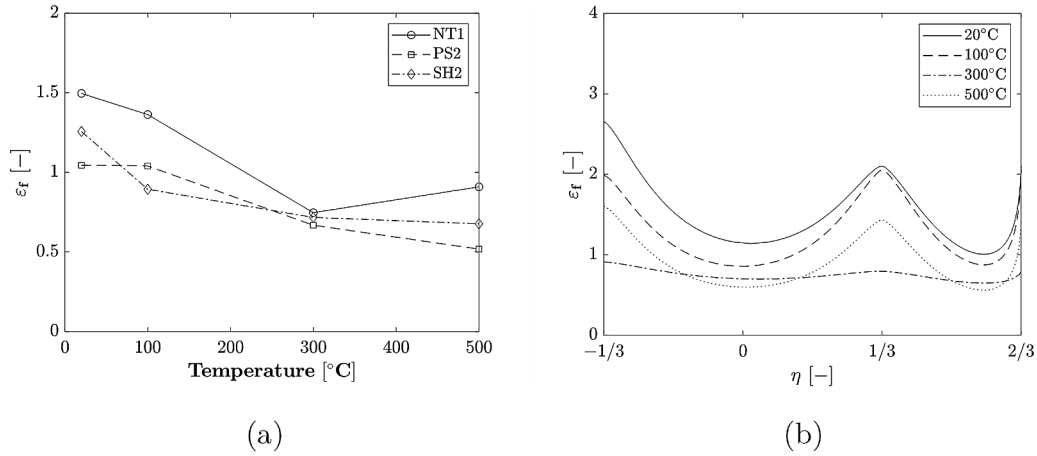 2
1.5
1
0.5
0
εf [−]
0 100 200 300 400 500
Temperature [°C]
NT1
PS2
SH2
(a)
4
3
2
1
0
εf [−]
−1/3 0 1/3 2/3
η [−]
20°C
100°C
300°C
500°C
(b)